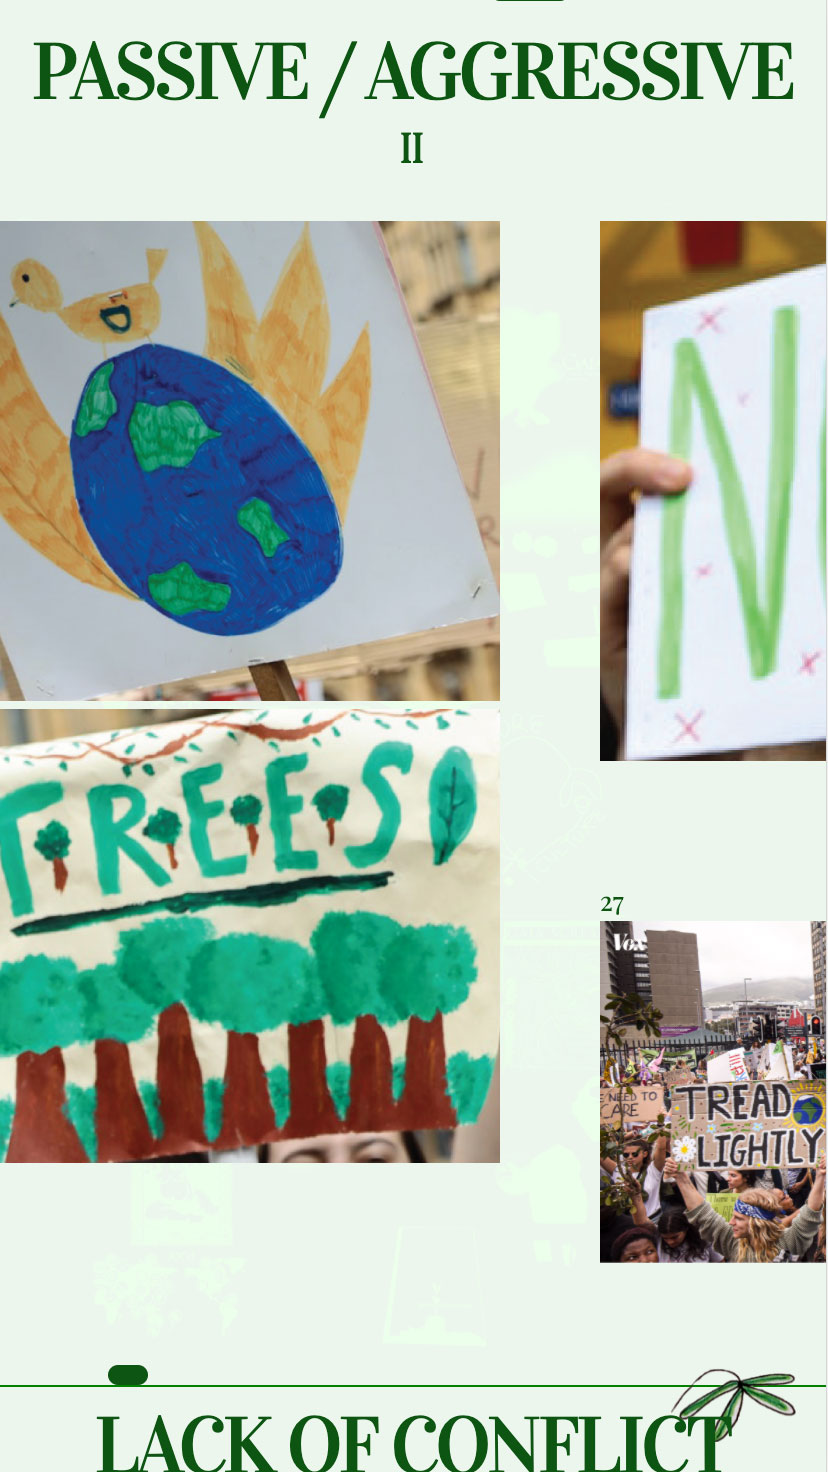 PASSIVE / AGGRESSIVE
II
TREES
27
Vox
E NEED TO
CARE
TREAD
LIGHTLY
LACK OF CONFLICT